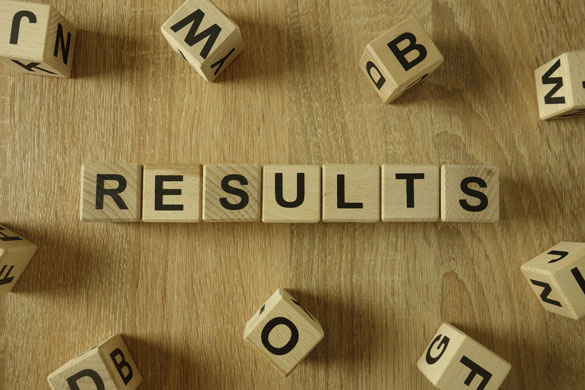 J N K W Y B D W
RESULTS
F N
O G F
D B